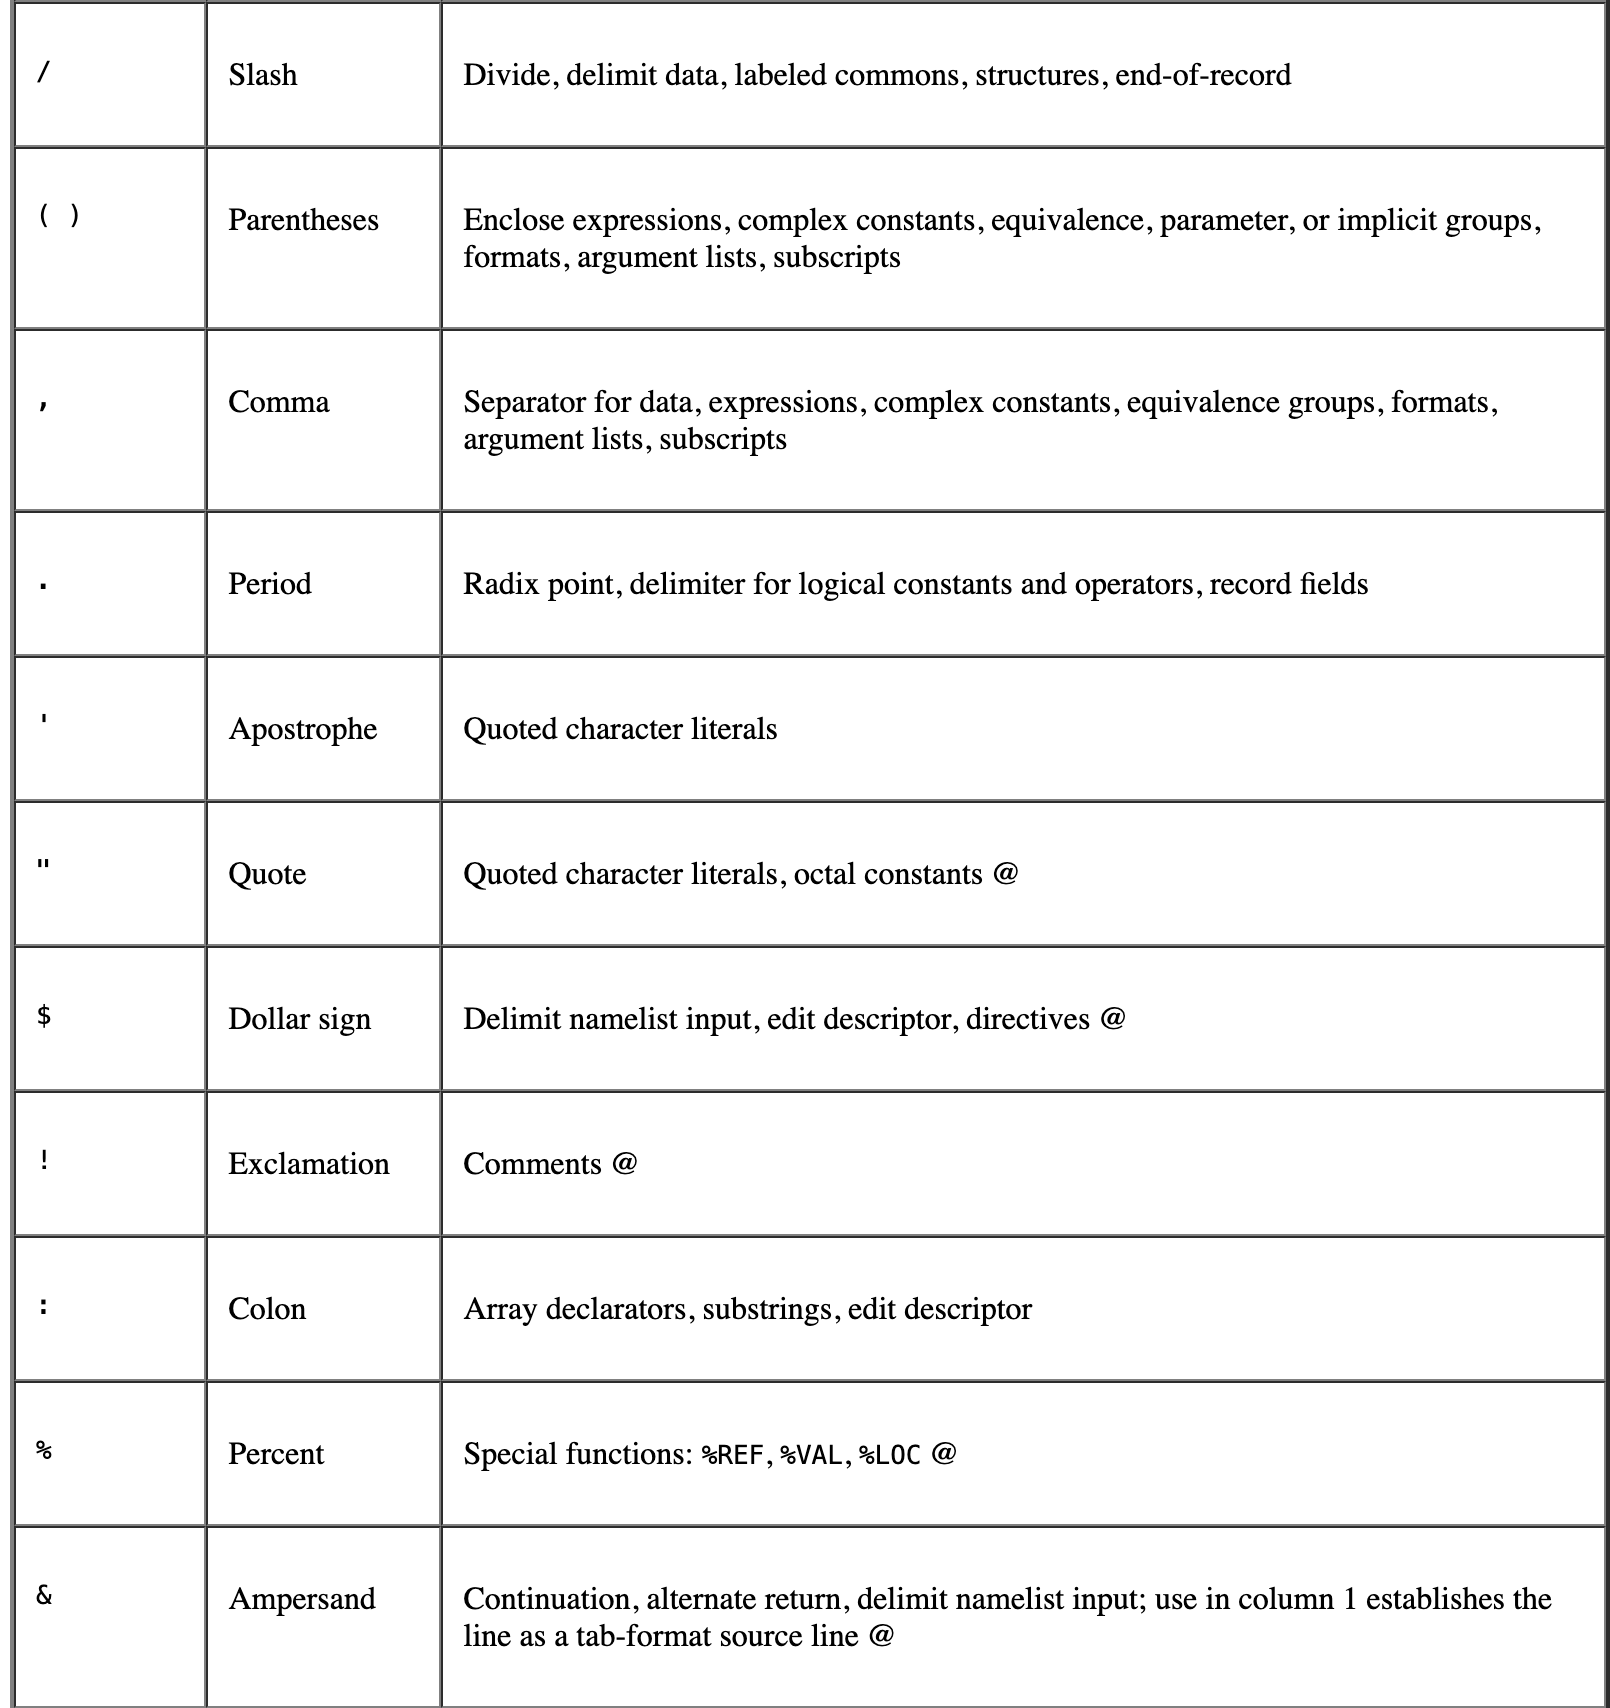 / Slash Divide, delimit data, labeled commons, structures, end-of-record
( ) Parentheses Enclose expressions, complex constants, equivalence, parameter, or implicit groups,
formats, argument lists, subscripts
, Comma Separator for data, expressions, complex constants, equivalence groups, formats,
argument lists, subscripts
. Period Radix point, delimiter for logical constants and operators, record fields
' Apostrophe Quoted character literals
" Quote Quoted character literals, octal constants @
$ Dollar sign Delimit namelist input, edit descriptor, directives @
! Exclamation Comments @
: Colon Array declarators, substrings, edit descriptor
% Percent Special functions: %REF, %VAL, %LOC @
& Ampersand Continuation, alternate return, delimit namelist input; use in column 1 establishes the
line as a tab-format source line @